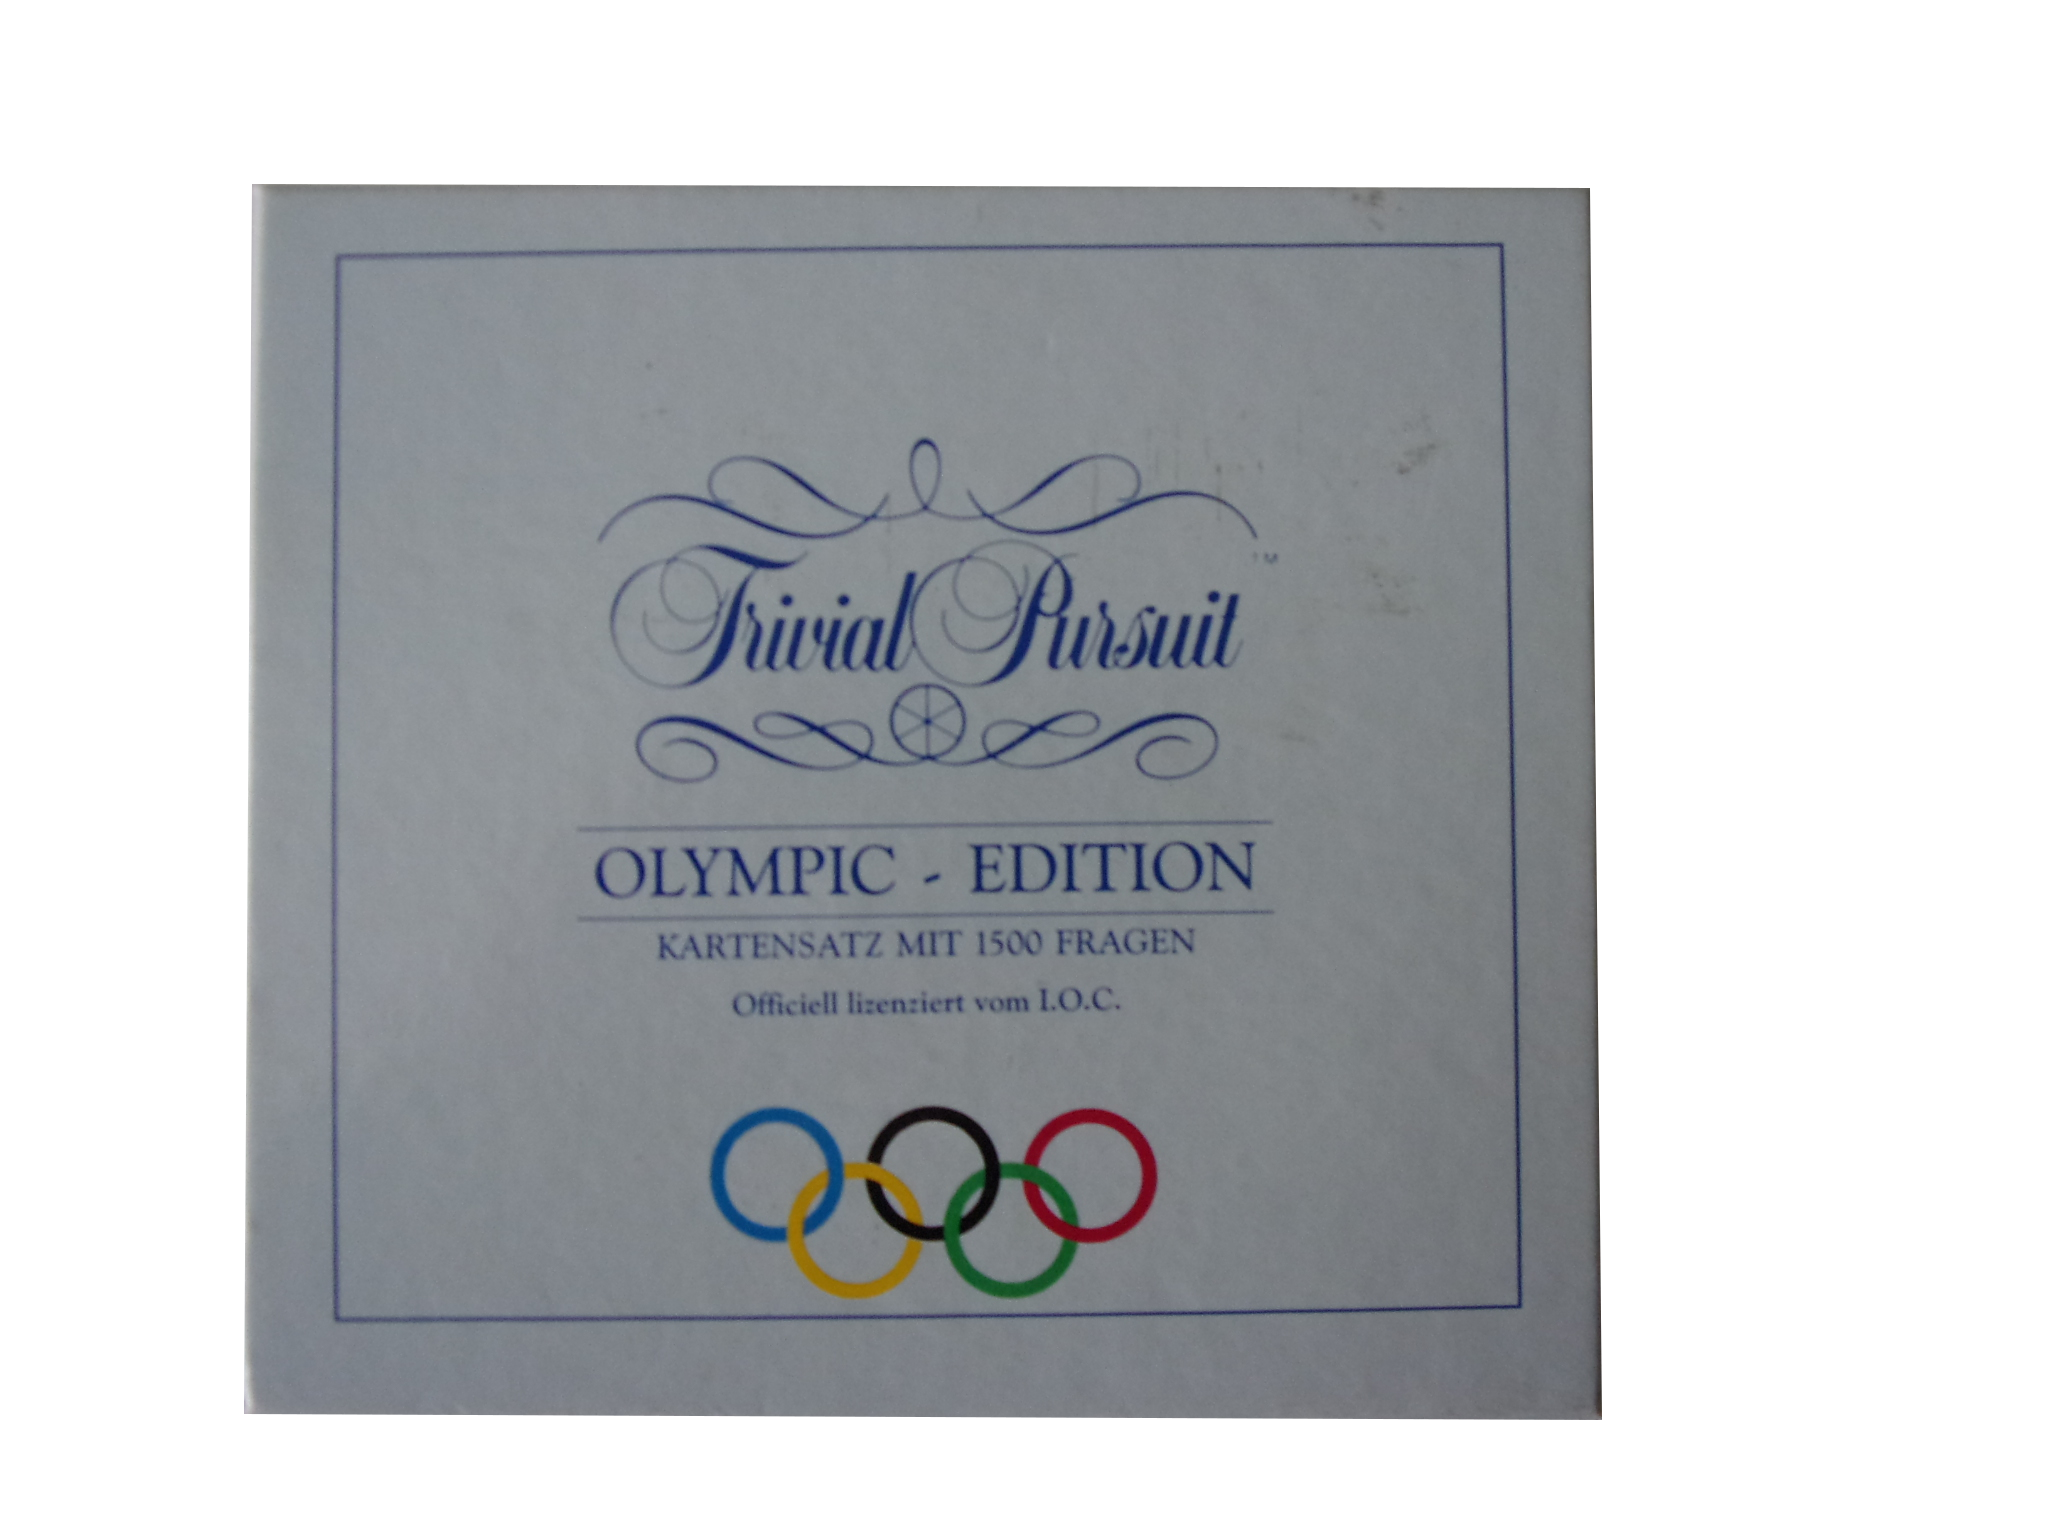 Trivial Pursuit
OLYMPIC - EDITION
KARTENSATZ MIT 1500 FRAGEN
Officiell lizenziert vom I.O.C.